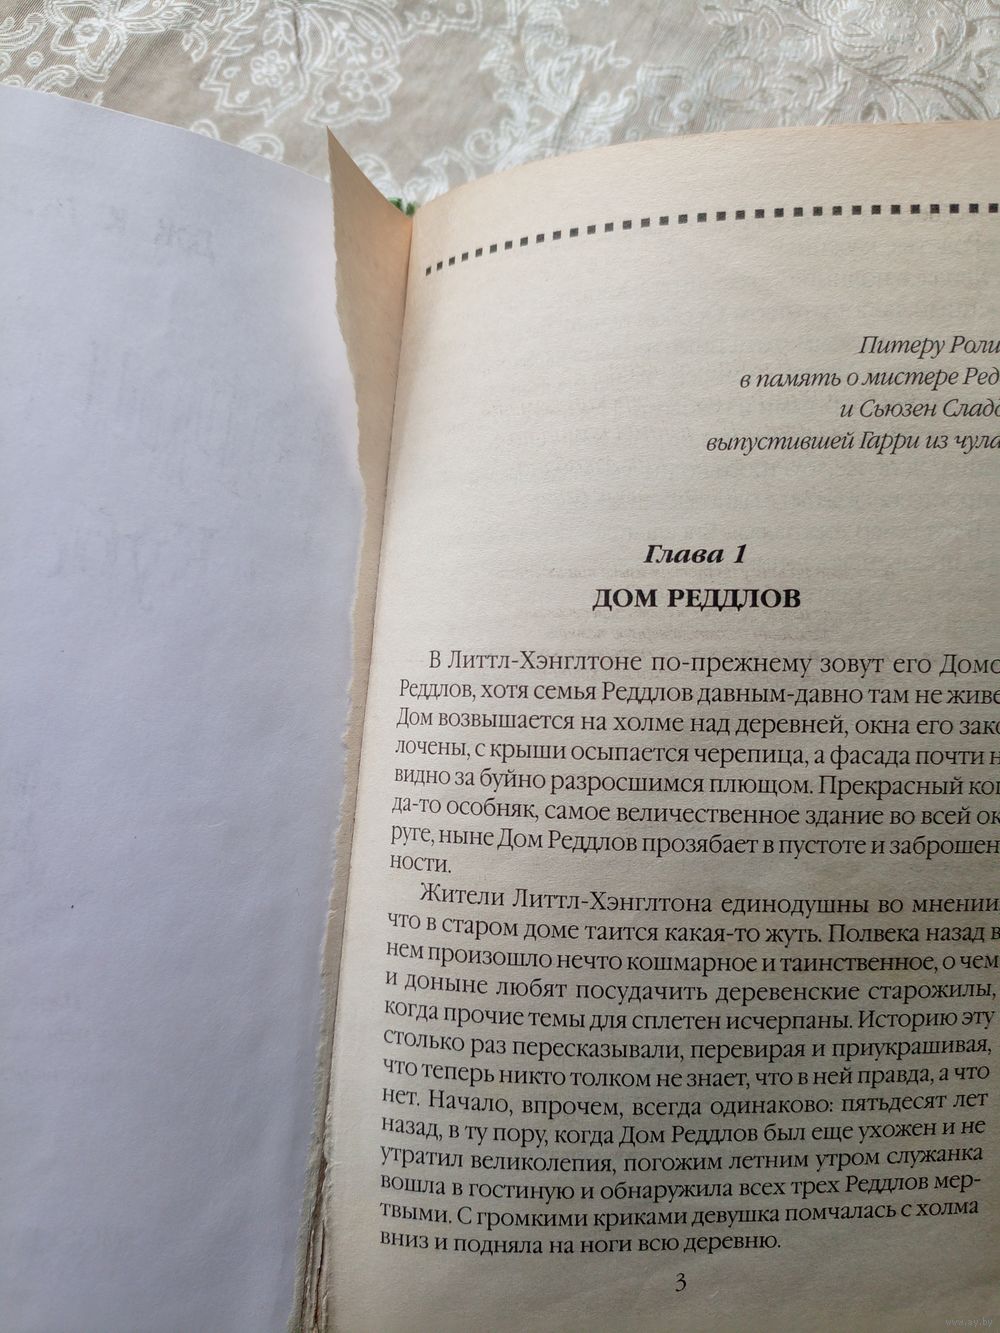 Питеру Роли
в память о мистере Ред
и Сьюзен Слад
выпустившей Гарри из чула
Глава 1
ДОМ РЕДДЛОВ
В Литтл-Хэнглтоне по-прежнему зовут его Домо
Реддлов, хотя семья Реддлов давным-давно там не живе
Дом возвышается на холме над деревней, окна его зако
лочены, с крыши осыпается черепица, а фасада почти н
видно за буйно разросшимся плющом. Прекрасный ког
да-то особняк, самое величественное здание во всей ок
руге, ныне Дом Реддлов прозябает в пустоте и заброшен
ности.
Жители Литтл-Хэнглтона единодушны во мнении
что в старом доме таится какая-то жуть. Полвека назад в
нем произошло нечто кошмарное и таинственное, о чем
и доныне любят посудачить деревенские старожилы,
когда прочие темы для сплетен исчерпаны. Историю эту
столько раз пересказывали, перевирая и приукрашивая,
что теперь никто толком не знает, что в ней правда, а что
нет. Начало, впрочем, всегда одинаково: пятьдесят лет
назад, в ту пору, когда Дом Реддлов был еще ухожен и не
утратил великолепия, погожим летним утром служанка
вошла в гостиную и обнаружила всех трех Реддлов мер-
твыми. С громкими криками девушка помчалась с холма
вниз и подняла на ноги всю деревню.
3
www.ay.by